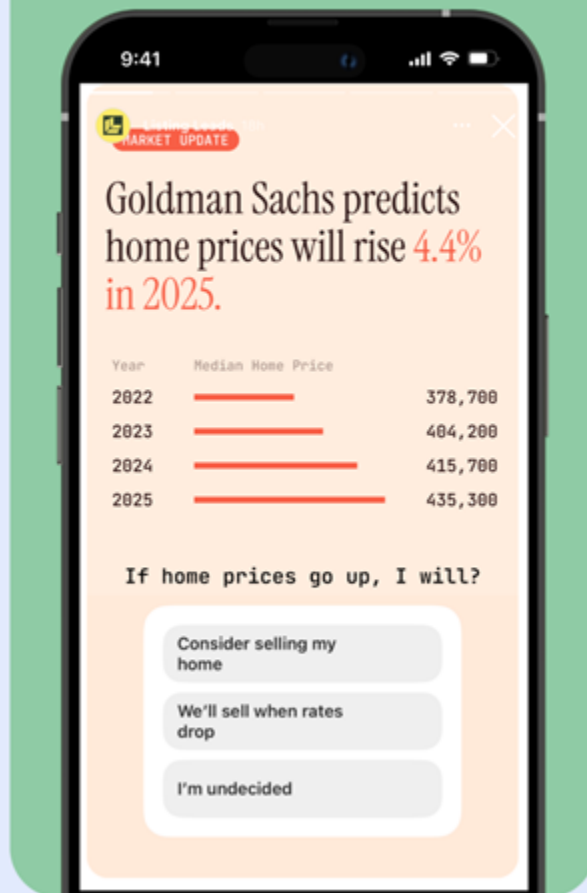 9:41
Listing Leads
MARKET UPDATE
Goldman Sachs predicts
home prices will rise 4.4%
in 2025.
Year Median Home Price
2022 378,700
2023 404,200
2024 415,700
2025 435,300
If home prices go up, I will?
Consider selling my
home
We'll sell when rates
drop
I'm undecided